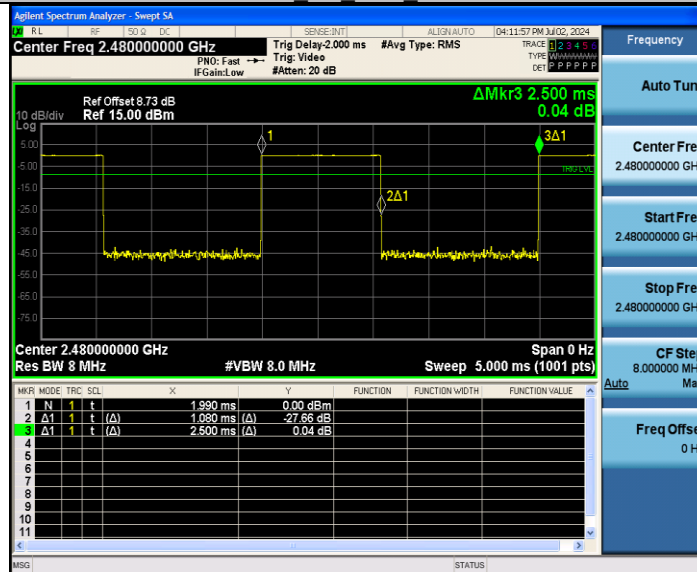 Agilent Spectrum Analyzer - Swept SA
RL RF 50 Ω DC SENSE:INT ALIGN AUTO 04:11:57 PM Jul 02, 2024
Center Freq 2.480000000 GHz
PNO: Fast
IFGain:Low
Trig Delay-2.000 ms
Trig: Video
#Atten: 20 dB
#Avg Type: RMS
TRACE 1 2 3 4 5 6
TYPE
DET P P P P P P
Ref Offset 8.73 dB
Ref 15.00 dBm
10 dB/div
Log
ΔMkr3 2.500 ms
0.04 dB
5.00
-5.00
-15.0
-25.0
-35.0
-45.0
-55.0
-65.0
-75.0
1
2Δ1
3Δ1
TRIG LVL
Center 2.480000000 GHz Span 0 Hz
Res BW 8 MHz #VBW 8.0 MHz Sweep 5.000 ms (1001 pts)
MKR MODE TRC SCL X Y FUNCTION FUNCTION WIDTH FUNCTION VALUE
1 N 1 t 1.990 ms 0.00 dBm
2 Δ1 1 t (Δ) 1.080 ms (Δ) -27.66 dB
3 Δ1 1 t (Δ) 2.500 ms (Δ) 0.04 dB
4
5
6
7
8
9
10
11
MSG STATUS
Frequency
Auto Tun
Center Fre
2.480000000 GH
Start Fre
2.480000000 GH
Stop Fre
2.480000000 GH
CF Ste
8.000000 MH
Auto Ma
Freq Offse
0 H